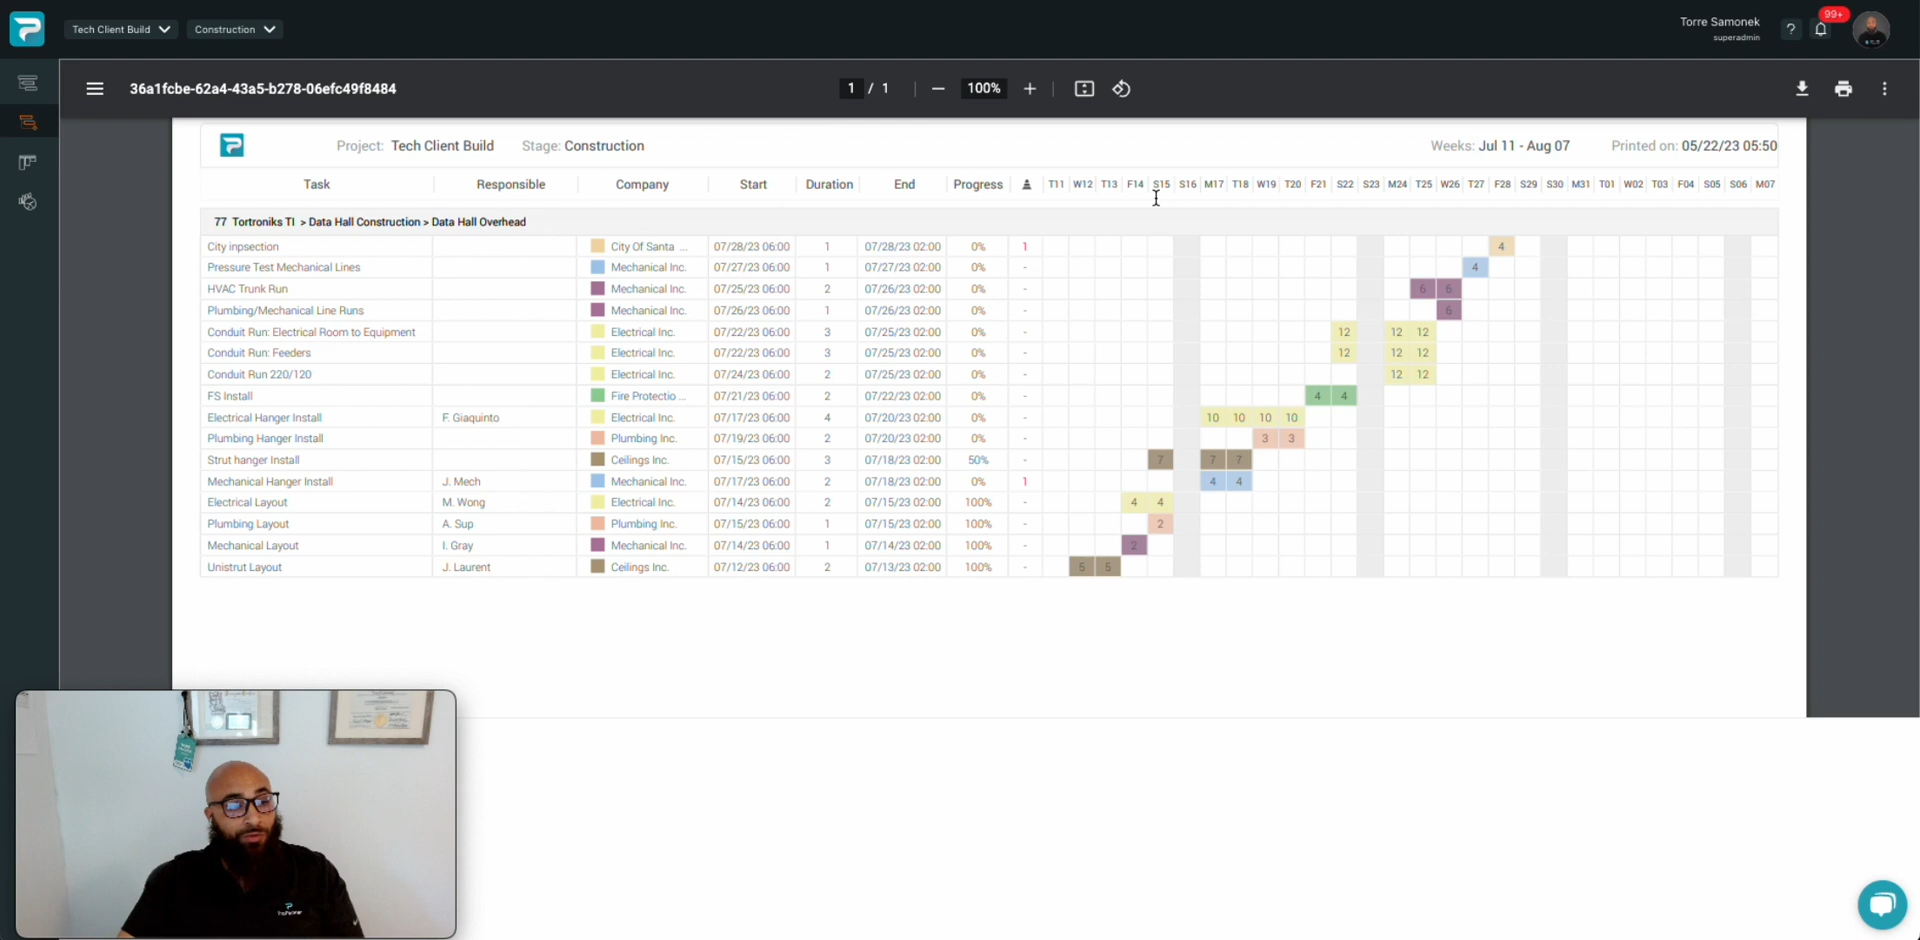 Tech Client Build Construction Torre Samonek superadmin ? 99+
36a1fcbe-62a4-43a5-b278-06efc49f8484 1 / 1 — 100% +
Project: Tech Client Build Stage: Construction Weeks: Jul 11 - Aug 07 Printed on: 05/22/23 05:50
Task Responsible Company Start Duration End Progress T11 W12 T13 F14 S15 S16 M17 T18 W19 T20 F21 S22 S23 M24 T25 W26 T27 F28 S29 S30 M31 T01 W02 T03 F04 S05 S06 M07
77 Tortroniks TI > Data Hall Construction > Data Hall Overhead
City inpsection City Of Santa ... 07/28/23 06:00 1 07/28/23 02:00 0% 1 4
Pressure Test Mechanical Lines Mechanical Inc. 07/27/23 06:00 1 07/27/23 02:00 0% - 4
HVAC Trunk Run Mechanical Inc. 07/25/23 06:00 2 07/26/23 02:00 0% - 6 6
Plumbing/Mechanical Line Runs Mechanical Inc. 07/26/23 06:00 1 07/26/23 02:00 0% - 6
Conduit Run: Electrical Room to Equipment Electrical Inc. 07/22/23 06:00 3 07/25/23 02:00 0% - 12 12 12
Conduit Run: Feeders Electrical Inc. 07/22/23 06:00 3 07/25/23 02:00 0% - 12 12 12
Conduit Run 220/120 Electrical Inc. 07/24/23 06:00 2 07/25/23 02:00 0% - 12 12
FS Install Fire Protectio ... 07/21/23 06:00 2 07/22/23 02:00 0% - 4 4
Electrical Hanger Install F. Giaquinto Electrical Inc. 07/17/23 06:00 4 07/20/23 02:00 0% - 10 10 10 10
Plumbing Hanger Install Plumbing Inc. 07/19/23 06:00 2 07/20/23 02:00 0% - 3 3
Strut hanger Install Ceilings Inc. 07/15/23 06:00 3 07/18/23 02:00 50% - 7 7 7
Mechanical Hanger Install J. Mech Mechanical Inc. 07/17/23 06:00 2 07/18/23 02:00 0% 1 4 4
Electrical Layout M. Wong Electrical Inc. 07/14/23 06:00 2 07/15/23 02:00 100% - 4 4
Plumbing Layout A. Sup Plumbing Inc. 07/15/23 06:00 1 07/15/23 02:00 100% - 2
Mechanical Layout I. Gray Mechanical Inc. 07/14/23 06:00 1 07/14/23 02:00 100% - 2
Unistrut Layout J. Laurent Ceilings Inc. 07/12/23 06:00 2 07/13/23 02:00 100% - 5 5